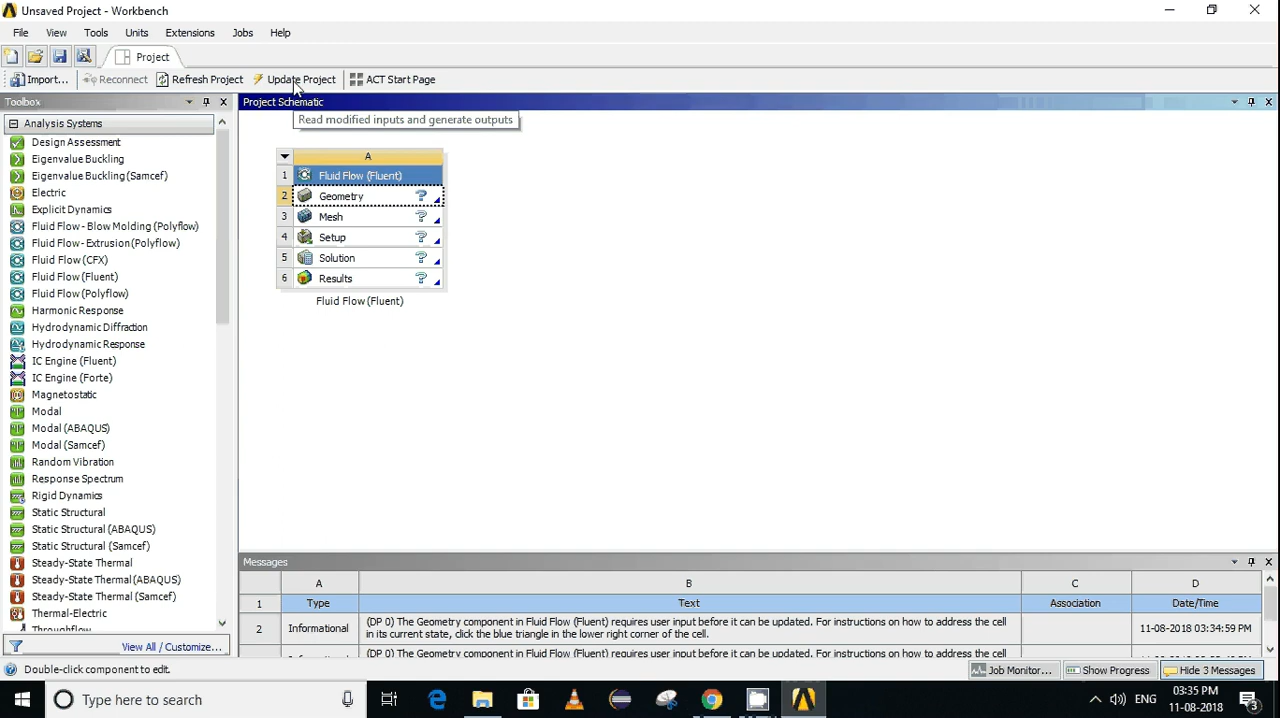 Unsaved Project - Workbench
File View Tools Units Extensions Jobs Help
Project
Import... Reconnect Refresh Project Update Project ACT Start Page
Toolbox
Project Schematic
Read modified inputs and generate outputs
Analysis Systems
Design Assessment
Eigenvalue Buckling
Eigenvalue Buckling (Samcef)
Electric
Explicit Dynamics
Fluid Flow - Blow Molding (Polyflow)
Fluid Flow - Extrusion (Polyflow)
Fluid Flow (CFX)
Fluid Flow (Fluent)
Fluid Flow (Polyflow)
Harmonic Response
Hydrodynamic Diffraction
Hydrodynamic Response
IC Engine (Fluent)
IC Engine (Forte)
Magnetostatic
Modal
Modal (ABAQUS)
Modal (Samcef)
Random Vibration
Response Spectrum
Rigid Dynamics
Static Structural
Static Structural (ABAQUS)
Static Structural (Samcef)
Steady-State Thermal
Steady-State Thermal (ABAQUS)
Steady-State Thermal (Samcef)
Thermal-Electric
Throughflow
View All / Customize...
A
1 Fluid Flow (Fluent)
2 Geometry ?
3 Mesh ?
4 Setup ?
5 Solution ?
6 Results ?
Fluid Flow (Fluent)
Messages
A B C D
1 Type Text Association Date/Time
2 Informational (DP 0) The Geometry component in Fluid Flow (Fluent) requires user input before it can be updated. For instructions on how to address the cell 11-08-2018 03:34:59 PM
in its current state, click the blue triangle in the lower right corner of the cell.
(DP 0) The Geometry component in Fluid Flow (Fluent) requires user input before it can be updated. For instructions on how to address the cell
Double-click component to edit.
Job Monitor... Show Progress Hide 3 Messages
Type here to search
ENG
03:35 PM
11-08-2018
3